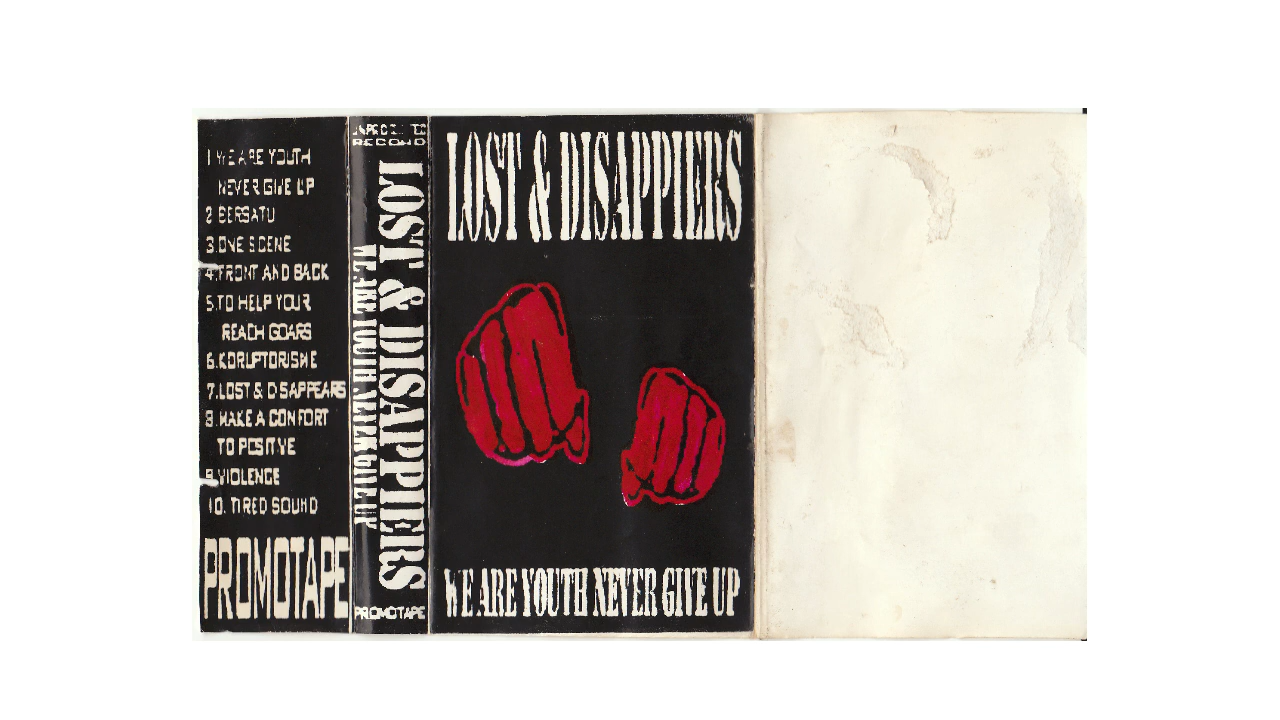 1 WE ARE YOUTH
NEVER GIVE UP
2 BERSATU
3. ONE SCENE
4. FRONT AND BACK
5. TO HELP YOUR
REACH GOARS
6. KORUPTORISME
7. LOST & DISAPPEARS
8. MAKE A CONFORT
TO POSITIVE
9. VIOLENCE
10. TIRED SOUND
PROMOTAPE
RECORD
LOST & DISAPPIERS
WE ARE YOUTH NEVER GIVE UP
PROMOTAPE
LOST & DISAPPIERS
WE ARE YOUTH NEVER GIVE UP